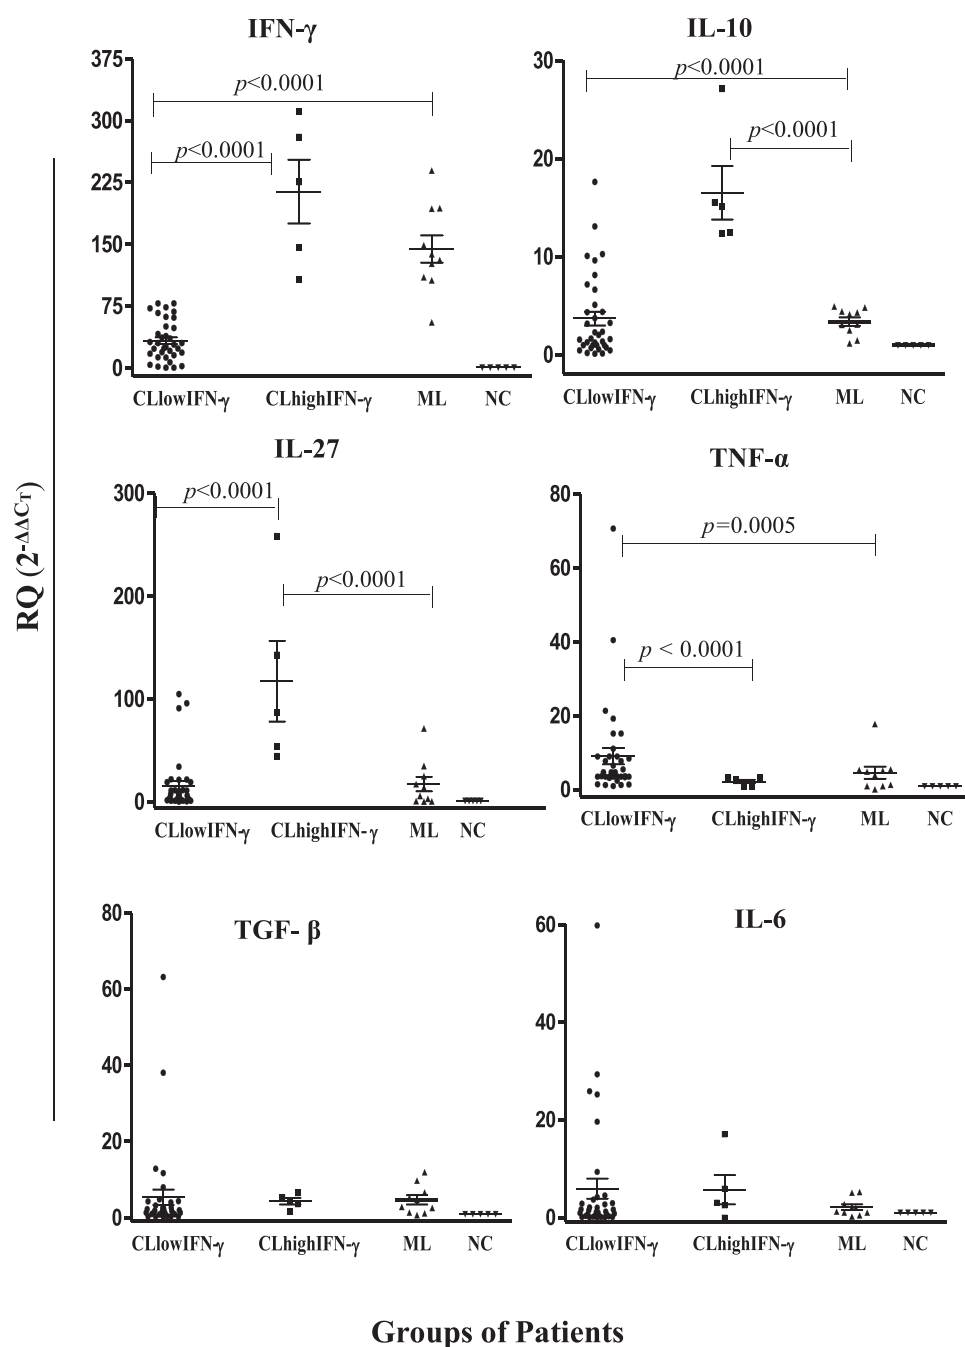 IFN-γ
375
300
225
150
75
0
p<0.0001
p<0.0001
CLlowIFN-γ CLhighIFN-γ ML NC
IL-10
30
20
10
0
p<0.0001
p<0.0001
CLlowIFN-γ CLhighIFN-γ ML NC
IL-27
300
200
100
0
p<0.0001
p<0.0001
CLlowIFN-γ CLhighIFN-γ ML NC
TNF-α
80
60
40
20
0
p=0.0005
p < 0.0001
CLlowIFN-γ CLhighIFN-γ ML NC
RQ (2^-ΔΔC_T)
TGF- β
80
60
40
20
0
CLlowIFN-γ CLhighIFN-γ ML NC
IL-6
60
40
20
0
CLlowIFN-γ CLhighIFN-γ ML NC
Groups of Patients